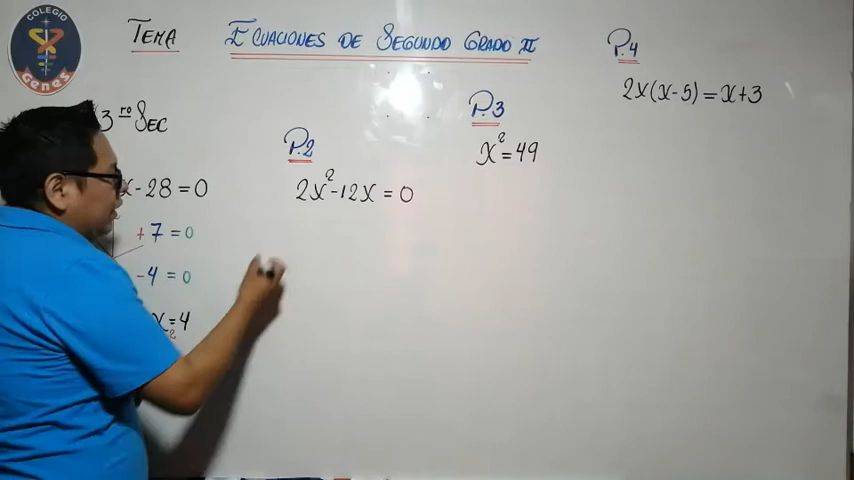 COLEGIO
Genes
TEMA
ECUACIONES DE SEGUNDO GRADO II
3 ro SEC
x-28=0
+7=0
-4=0
x₂=4
P.2
2x²-12x=0
P.3
x²=49
P.4
2x(x-5)=x+3